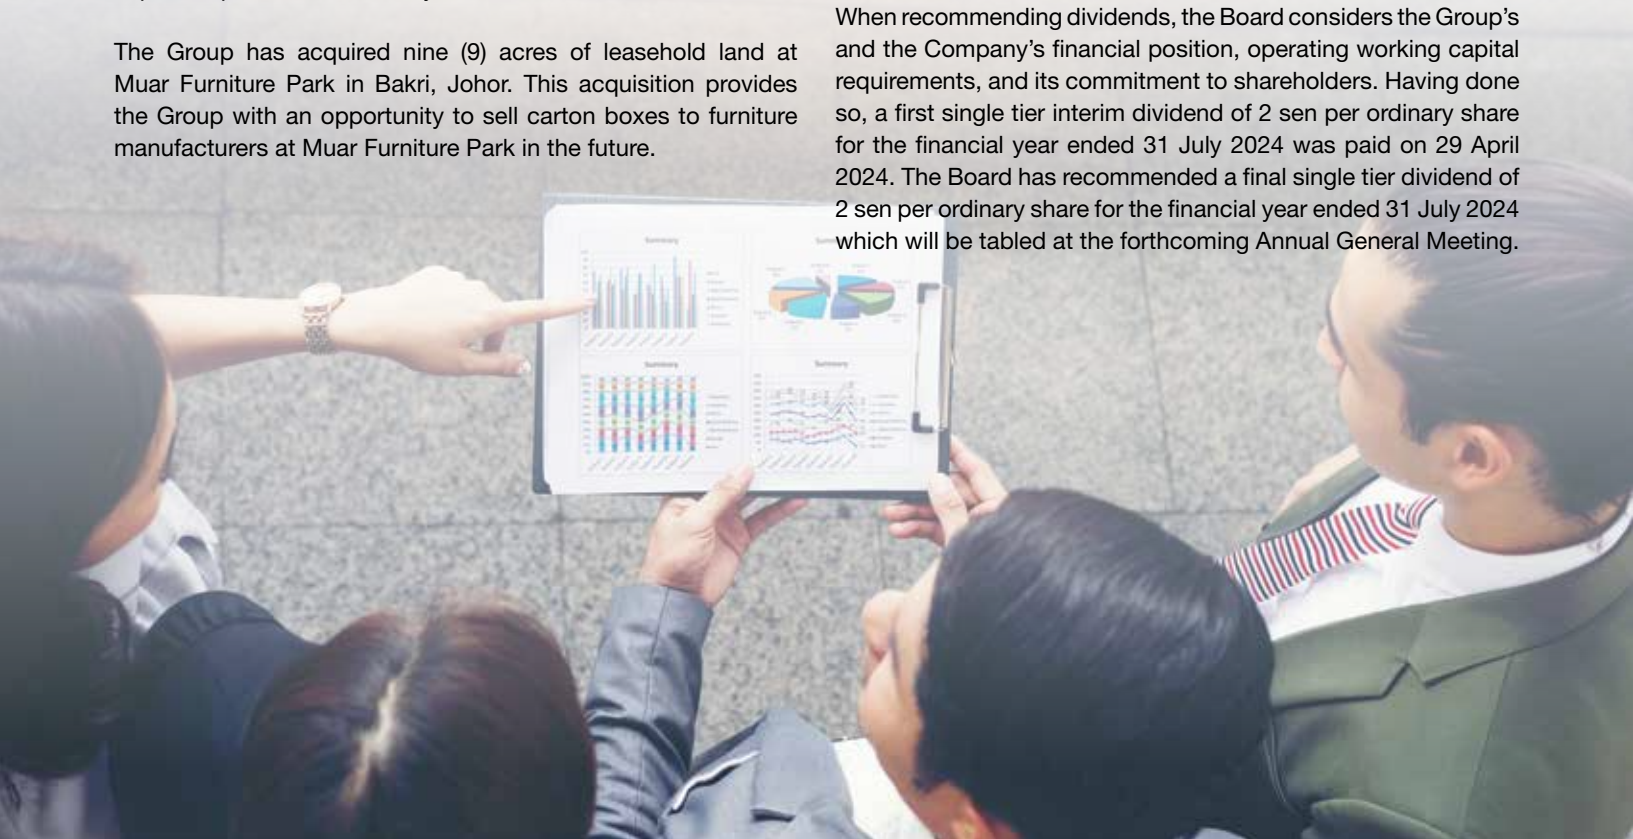 The Group has acquired nine (9) acres of leasehold land at
Muar Furniture Park in Bakri, Johor. This acquisition provides
the Group with an opportunity to sell carton boxes to furniture
manufacturers at Muar Furniture Park in the future.
When recommending dividends, the Board considers the Group’s
and the Company’s financial position, operating working capital
requirements, and its commitment to shareholders. Having done
so, a first single tier interim dividend of 2 sen per ordinary share
for the financial year ended 31 July 2024 was paid on 29 April
2024. The Board has recommended a final single tier dividend of
2 sen per ordinary share for the financial year ended 31 July 2024
which will be tabled at the forthcoming Annual General Meeting.
Summary
Summary
Summary